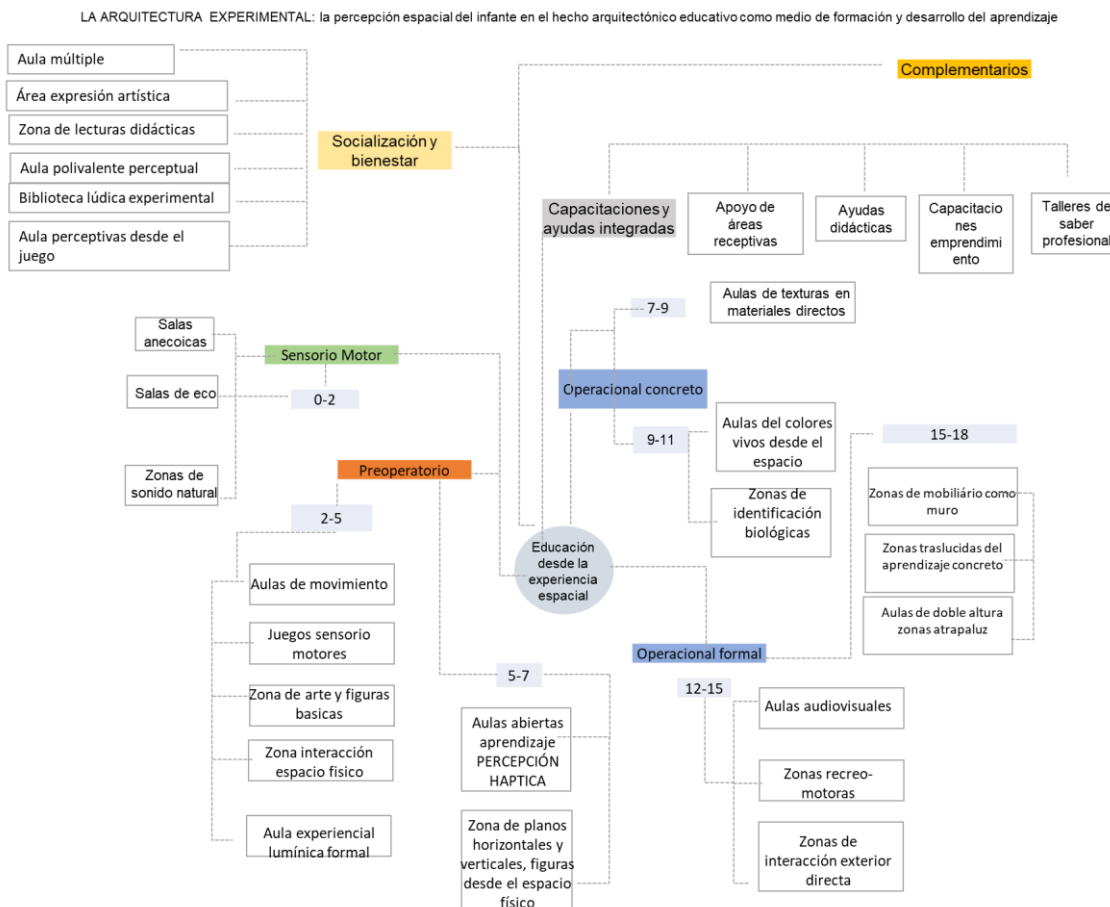 LA ARQUITECTURA EXPERIMENTAL: la percepción espacial del infante en el hecho arquitectónico educativo como medio de formación y desarrollo del aprendizaje
Aula múltiple
Área expresión artística
Zona de lecturas didácticas
Aula polivalente perceptual
Biblioteca lúdica experimental
Aula perceptivas desde el
juego
Socialización y
bienestar
Complementarios
Capacitaciones y
ayudas integradas
Apoyo de
áreas
receptivas
Ayudas
didácticas
Capacitacio
nes
emprendimi
ento
Talleres de
saber
profesional
Salas
anecoicas
Salas de eco
Zonas de
sonido natural
Sensorio Motor
0-2
7-9
Aulas de texturas en
materiales directos
Operacional concreto
9-11
Aulas del colores
vivos desde el
espacio
Zonas de
identificación
biológicas
Preoperatorio
2-5
Aulas de movimiento
Juegos sensorio
motores
Zona de arte y figuras
basicas
Zona interacción
espacio fisico
Aula experiencial
lumínica formal
5-7
Aulas abiertas
aprendizaje
PERCEPCIÓN
HAPTICA
Zona de planos
horizontales y
verticales, figuras
desde el espacio
físico
Educación
desde la
experiencia
espacial
Operacional formal
15-18
Zonas de mobiliário como
muro
Zonas traslucidas del
aprendizaje concreto
Aulas de doble altura
zonas atrapaluz
12-15
Aulas audiovisuales
Zonas recreo-
motoras
Zonas de
interacción exterior
directa